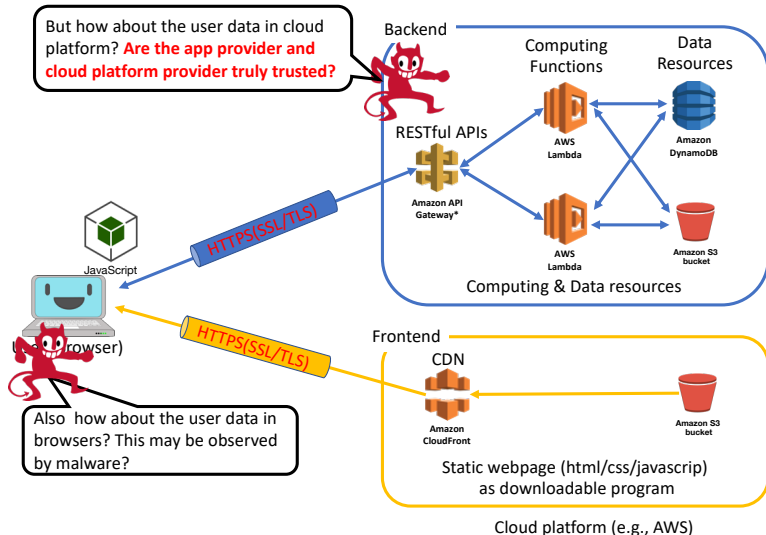 But how about the user data in cloud
platform? Are the app provider and
cloud platform provider truly trusted?
Backend
Computing
Functions
Data
Resources
RESTful APIs
AWS
Lambda
Amazon
DynamoDB
Amazon API
Gateway*
HTTPS(SSL/TLS)
JavaScript
AWS
Lambda
Amazon S3
bucket
Computing & Data resources
HTTPS(SSL/TLS)
Frontend
CDN
Amazon
CloudFront
Amazon S3
bucket
Also how about the user data in
browsers? This may be observed
by malware?
Static webpage (html/css/javascrip)
as downloadable program
Cloud platform (e.g., AWS)